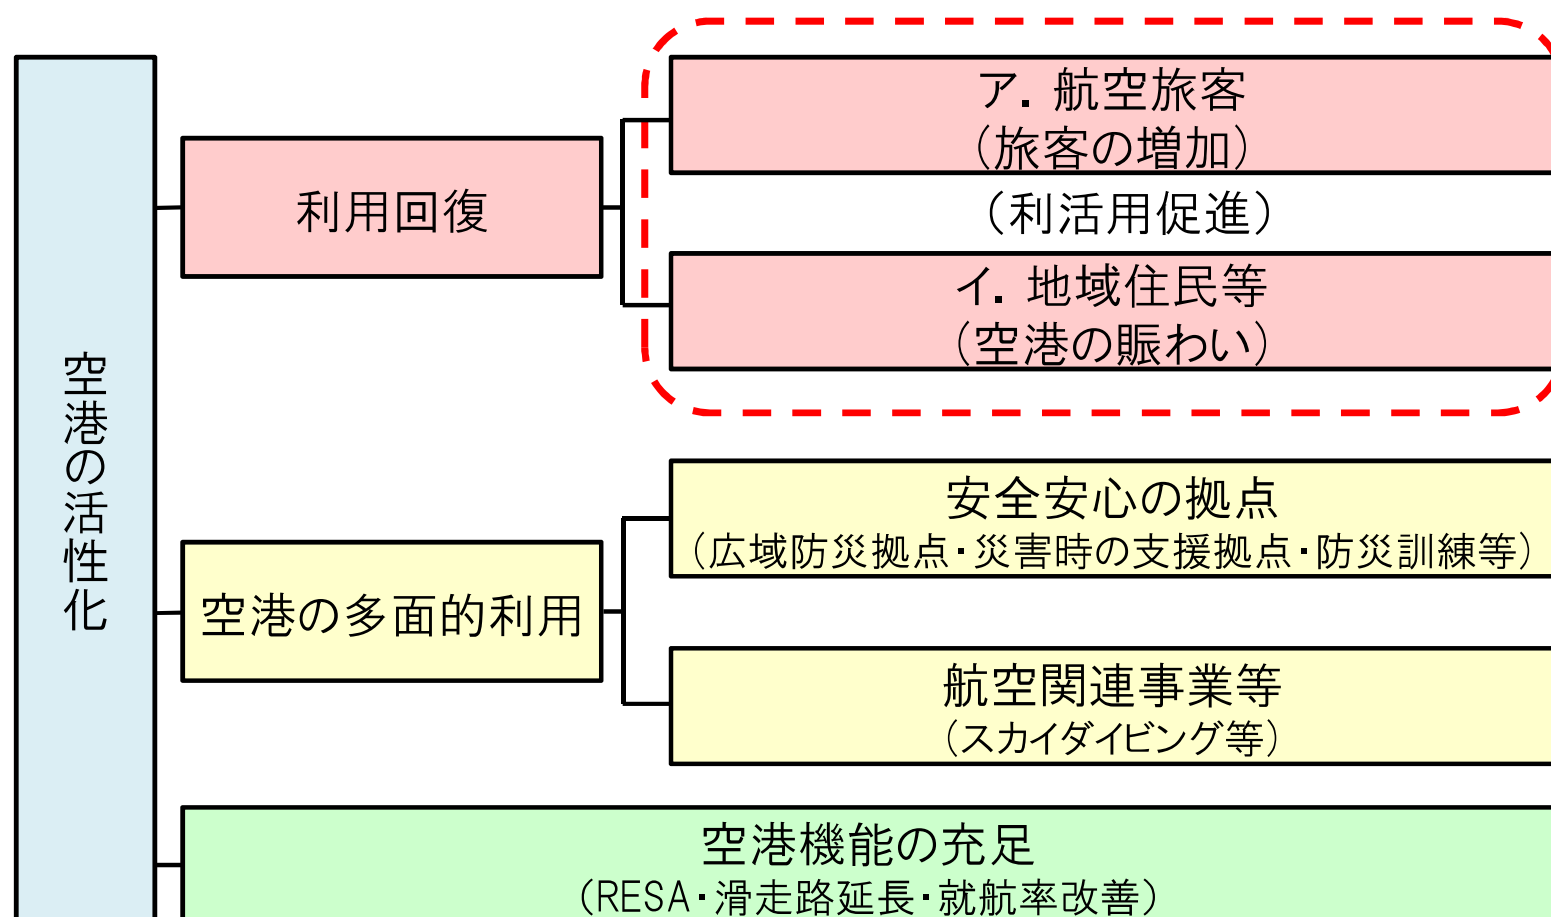 空港の活性化
利用回復
ア．航空旅客
（旅客の増加）
（利活用促進）
イ．地域住民等
（空港の賑わい）
空港の多面的利用
安全安心の拠点
（広域防災拠点・災害時の支援拠点・防災訓練等）
航空関連事業等
（スカイダイビング等）
空港機能の充足
（RESA・滑走路延長・就航率改善）